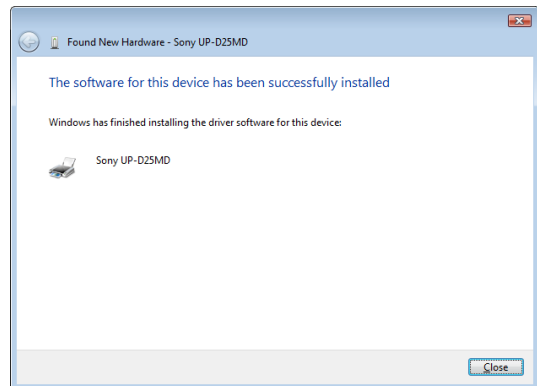 Found New Hardware - Sony UP-D25MD
The software for this device has been successfully installed
Windows has finished installing the driver software for this device:
Sony UP-D25MD
Close